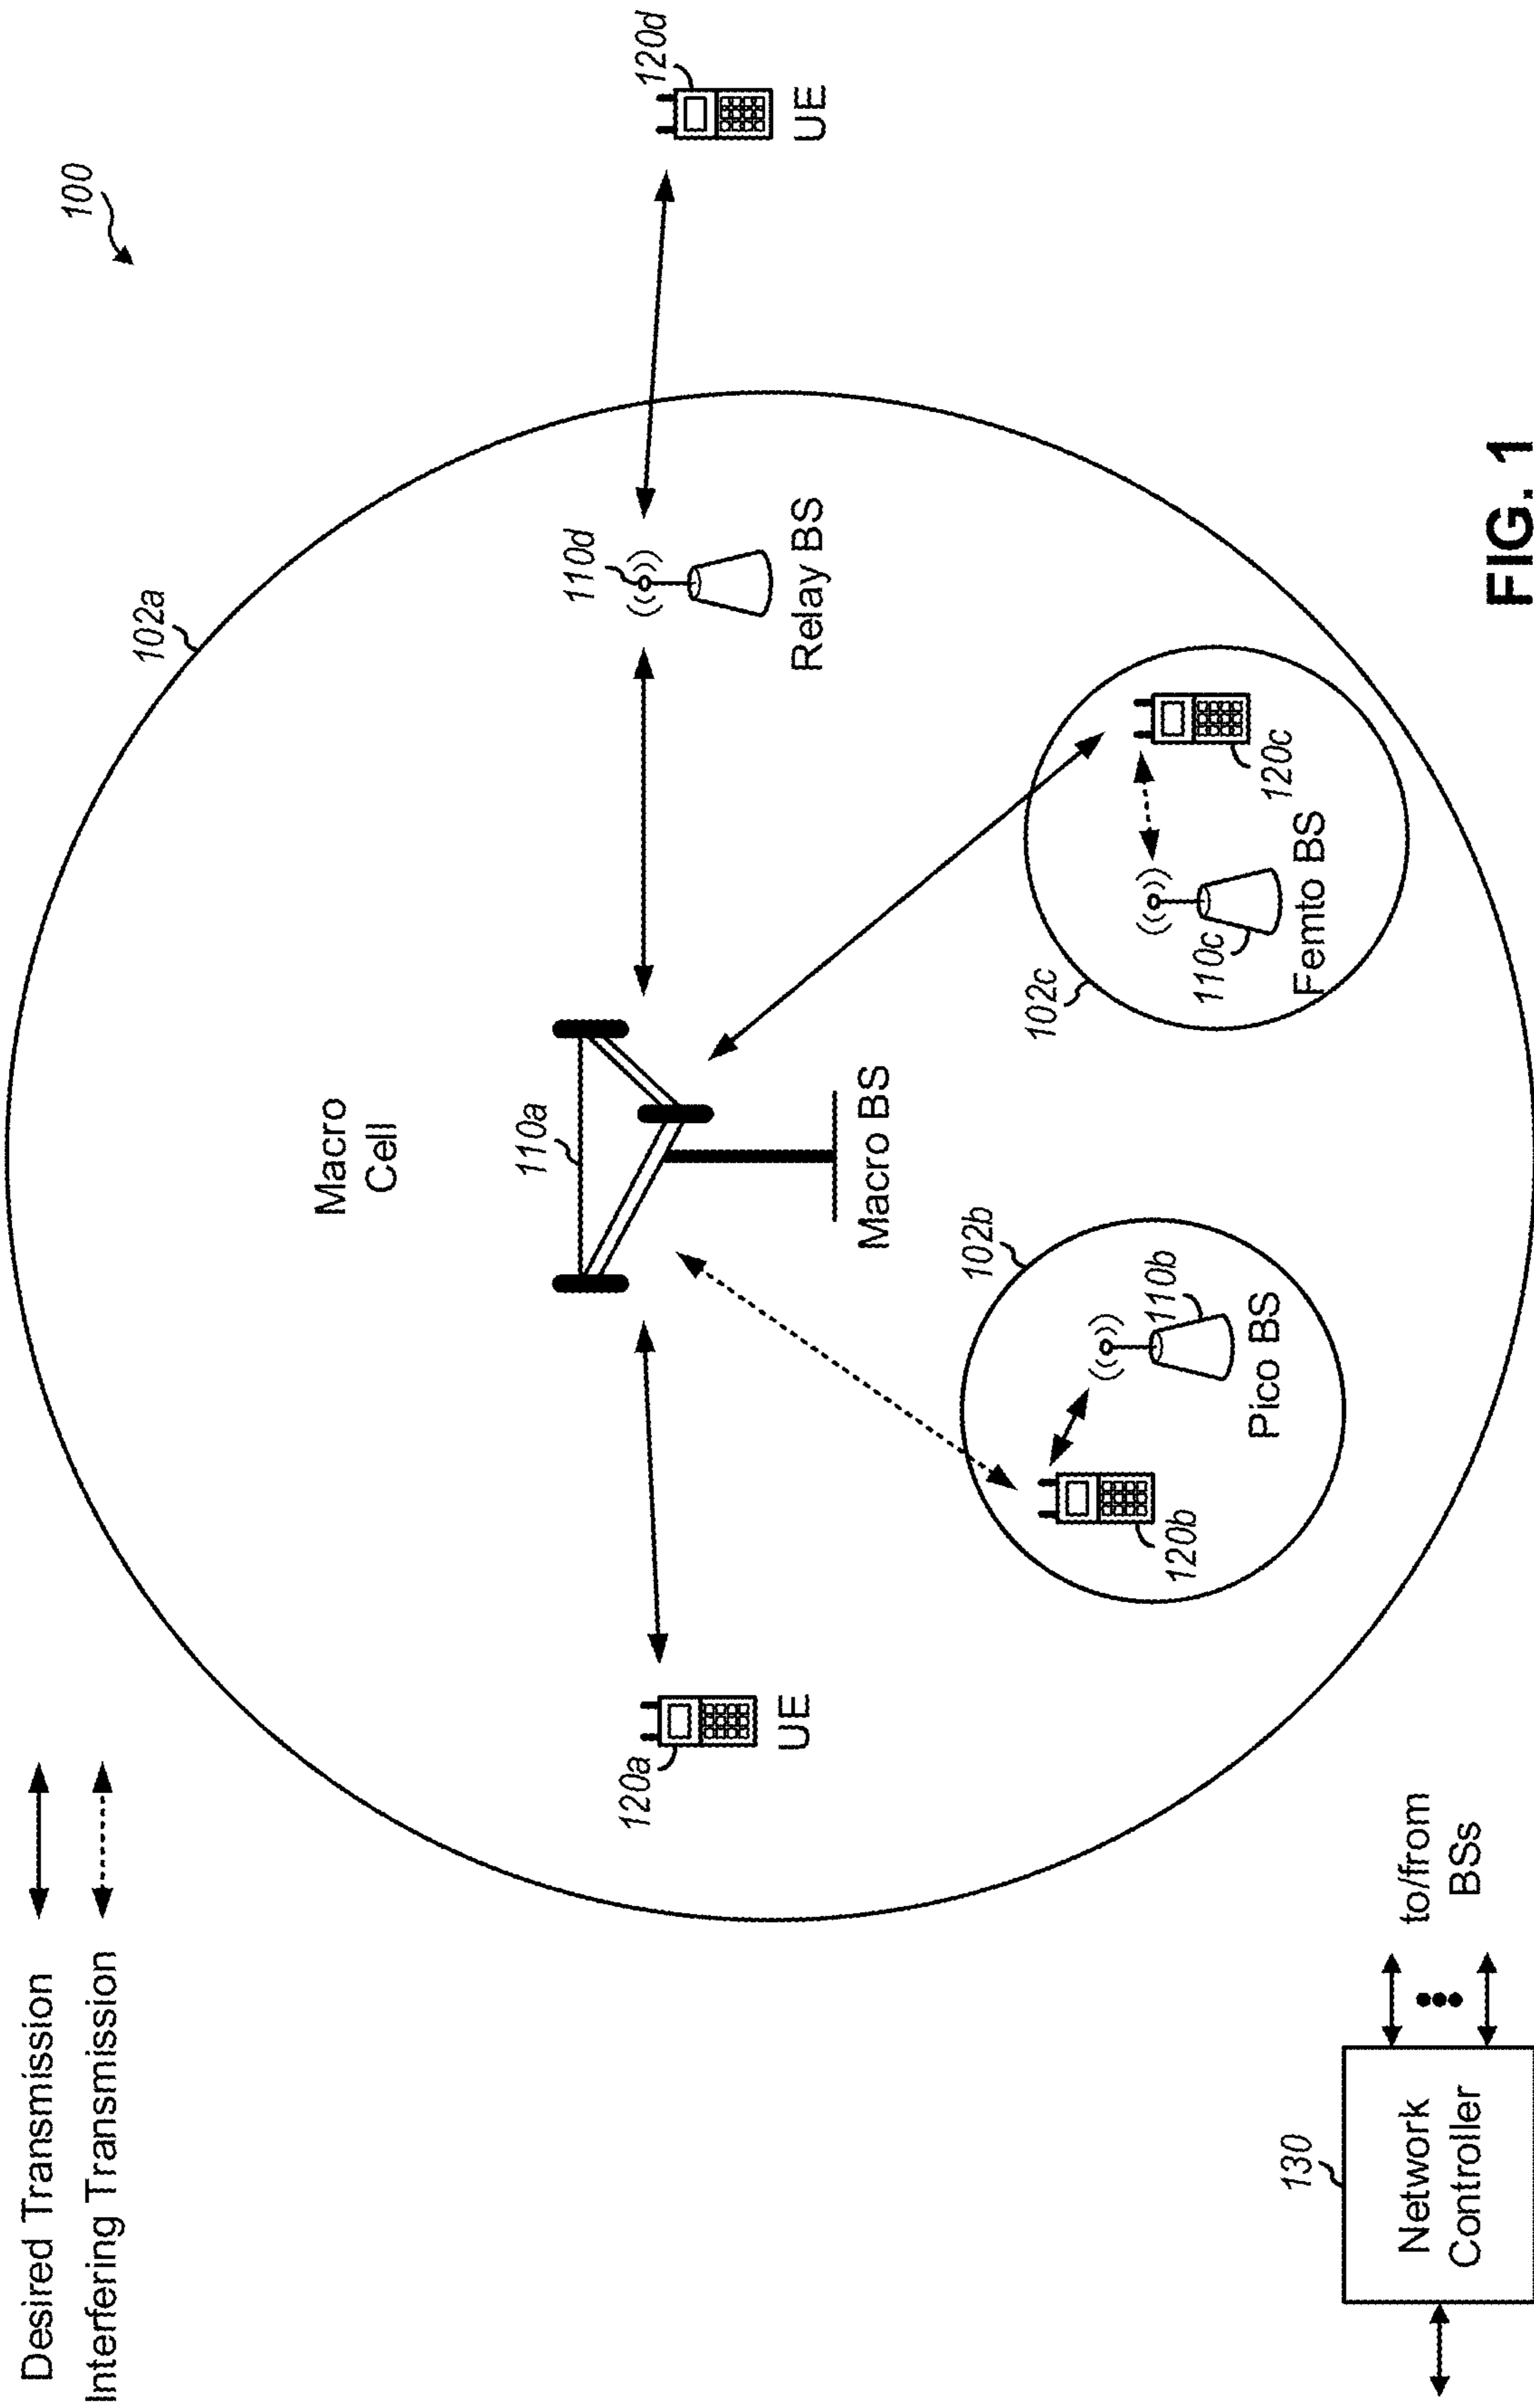 Desired Transmission
Interfering Transmission
100
102a
Macro
Cell
110a
110d
120d
120a
UE
Macro BS
Relay BS
UE
102b
102c
110b
120b
Pico BS
110c
120c
Femto BS
130
Network
Controller
to/from
BSs
FIG. 1